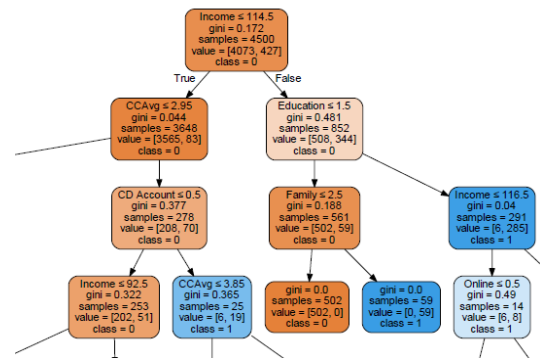 Income ≤ 114.5
gini = 0.172
samples = 4500
value = [4073, 427]
class = 0
True
False
CCAvg ≤ 2.95
gini = 0.044
samples = 3648
value = [3565, 83]
class = 0
Education ≤ 1.5
gini = 0.481
samples = 852
value = [508, 344]
class = 0
CD Account ≤ 0.5
gini = 0.377
samples = 278
value = [208, 70]
class = 0
Family ≤ 2.5
gini = 0.188
samples = 561
value = [502, 59]
class = 0
Income ≤ 116.5
gini = 0.04
samples = 291
value = [6, 285]
class = 1
Income ≤ 92.5
gini = 0.322
samples = 253
value = [202, 51]
class = 0
CCAvg ≤ 3.85
gini = 0.365
samples = 25
value = [6, 19]
class = 1
gini = 0.0
samples = 502
value = [502, 0]
class = 0
gini = 0.0
samples = 59
value = [0, 59]
class = 1
Online ≤ 0.5
gini = 0.49
samples = 14
value = [6, 8]
class = 1